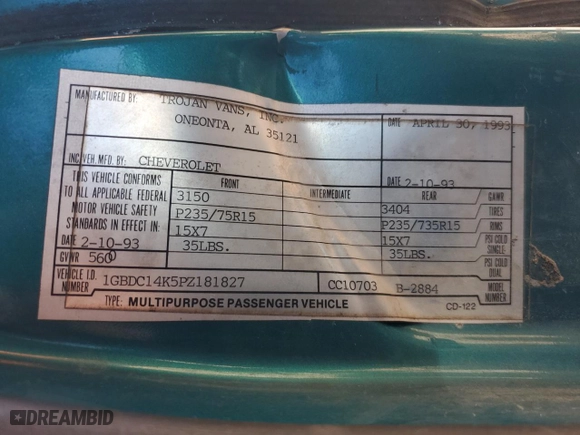 MANUFACTURED BY: TROJAN VANS, INC.
ONEONTA, AL 35121
DATE APRIL 30, 1993
INC. VEH. MFD. BY: CHEVEROLET
DATE 2-10-93
THIS VEHICLE CONFORMS TO ALL APPLICABLE FEDERAL MOTOR VEHICLE SAFETY STANDARDS IN EFFECT IN:
DATE 2-10-93
GVWR 5600
FRONT INTERMEDIATE REAR
3150 3404 GAWR
P235/75R15 P235/735R15 TIRES
15X7 15X7 RIMS
35LBS. 35LBS. PSI COLD SINGLE
PSI COLD DUAL
VEHICLE I.D. NUMBER 1GBDC14K5PZ181827 CC10703 B-2884 MODEL NUMBER
TYPE: MULTIPURPOSE PASSENGER VEHICLE CD-122
DREAMBID